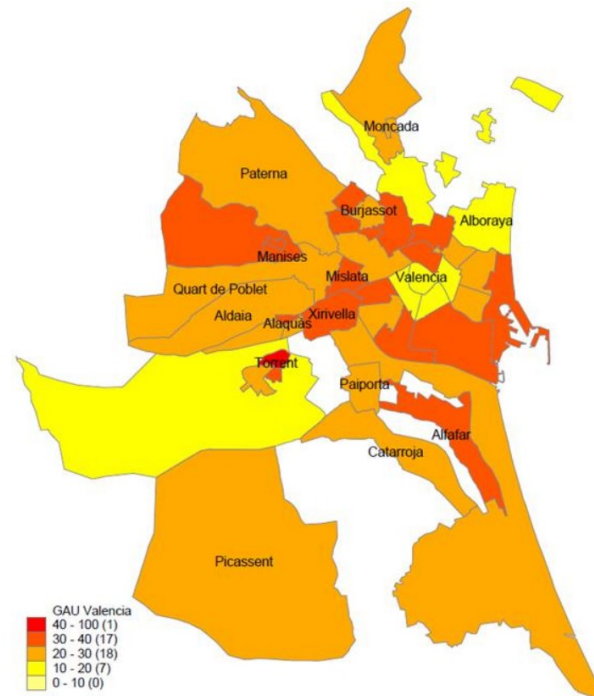 Moncada
Paterna
Burjassot
Alboraya
Manises
Mislata
Valencia
Quart de Poblet
Aldaia
Alaquás
Xirivella
Torrent
Paiporta
Alfafar
Catarroja
Picassent
GAU Valencia
40 - 100 (1)
30 - 40 (17)
20 - 30 (18)
10 - 20 (7)
0 - 10 (0)